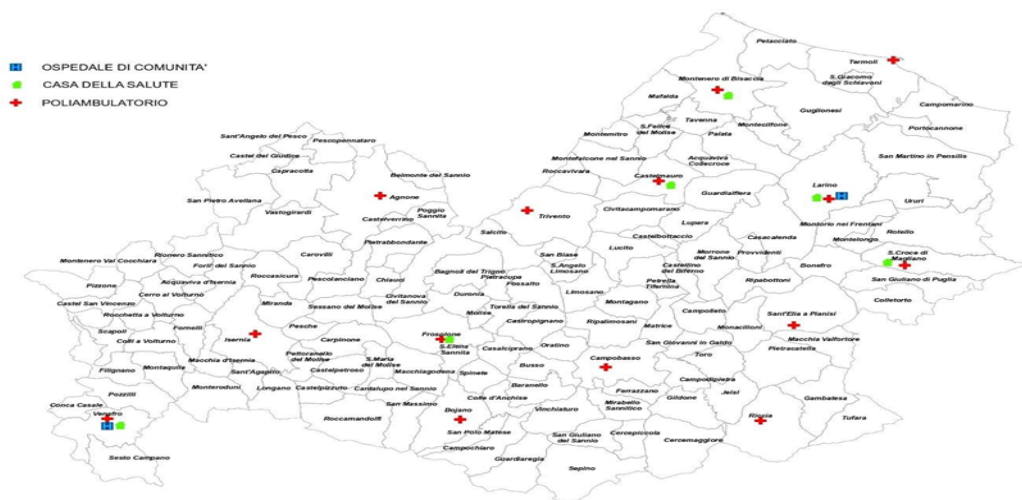 OSPEDALE DI COMUNITA'
CASA DELLA SALUTE
POLIAMBULATORIO
Petacciato
Termoli
Montenero di Bisaccia
S.Giacomo
degli Schiavoni
Mafalda
Guglionesi
Campomarino
Tavenna
Montecilfone
S.Felice
del Molise
Palata
Montemitro
Portocannone
Sant'Angelo del Pesco
Pescopennataro
Castel del Giudice
Capracotta
Belmonte del Sannio
Montefalcone nel Sannio
Acquaviva
Collecroce
San Martino in Pensilis
Roccavivara
Castelmauro
Guardialfiera
Larino
Ururi
San Pietro Avellana
Agnone
Vastogirardi
Poggio
Sannita
Castelverrino
Trivento
Civitacampomarano
Lupara
Montorio nei Frentani
Rotello
Salcito
Castelbottaccio
Casacalenda
Montelongo
Pietrabbondante
Lucito
Morrone
del Sannio
Provvidenti
Bonefro
S.Croce di
Magliano
Rionero Sannitico
Carovilli
San Biase
Montenero Val Cocchiara
Forli' del Sannio
Roccasicura
Pescolanciano
Chiauci
Bagnoli del Trigno
Pietracupa
S.Angelo
Limosano
Castellino
del Biferno
San Giuliano di Puglia
Pizzone
Acquaviva d'Isernia
Fossalto
Limosano
Petrella
Tifernina
Ripabottoni
Colletorto
Cerro al Volturno
Castel San Vincenzo
Miranda
Sessano del Molise
Civitanova
del Sannio
Duronia
Torella del Sannio
Montagano
Campolieto
Sant'Elia a Pianisi
Rocchetta a Volturno
Molise
Castropignano
Ripalimosani
Matrice
Monacilioni
Scapoli
Fornelli
Pesche
Macchia Valfortore
Colli a Volturno
Isernia
Carpinone
Frosolone
S.Elena
Sannita
Casalciprano
Oratino
San Giovanni in Galdo
Pietracatella
Macchia d'Isernia
Pettoranello
del Molise
S.Maria
del Molise
Toro
Filignano
Montaquila
Sant'Agapito
Castelpetroso
Macchiagodena
Spinete
Busso
Campobasso
Campodipietra
Monteroduni
Longano
Castelpizzuto
Cantalupo nel Sannio
Baranello
Ferrazzano
Jelsi
Pozzilli
Colle d'Anchise
Mirabello
Sannitico
Gildone
Gambatesa
Conca Casale
Venafro
San Massimo
Bojano
Vinchiaturo
Riccia
Roccamandolfi
Tufara
San Polo Matese
San Giuliano
del Sannio
Cercepiccola
Cercemaggiore
Campochiaro
Sesto Campano
Guardiaregia
Sepino